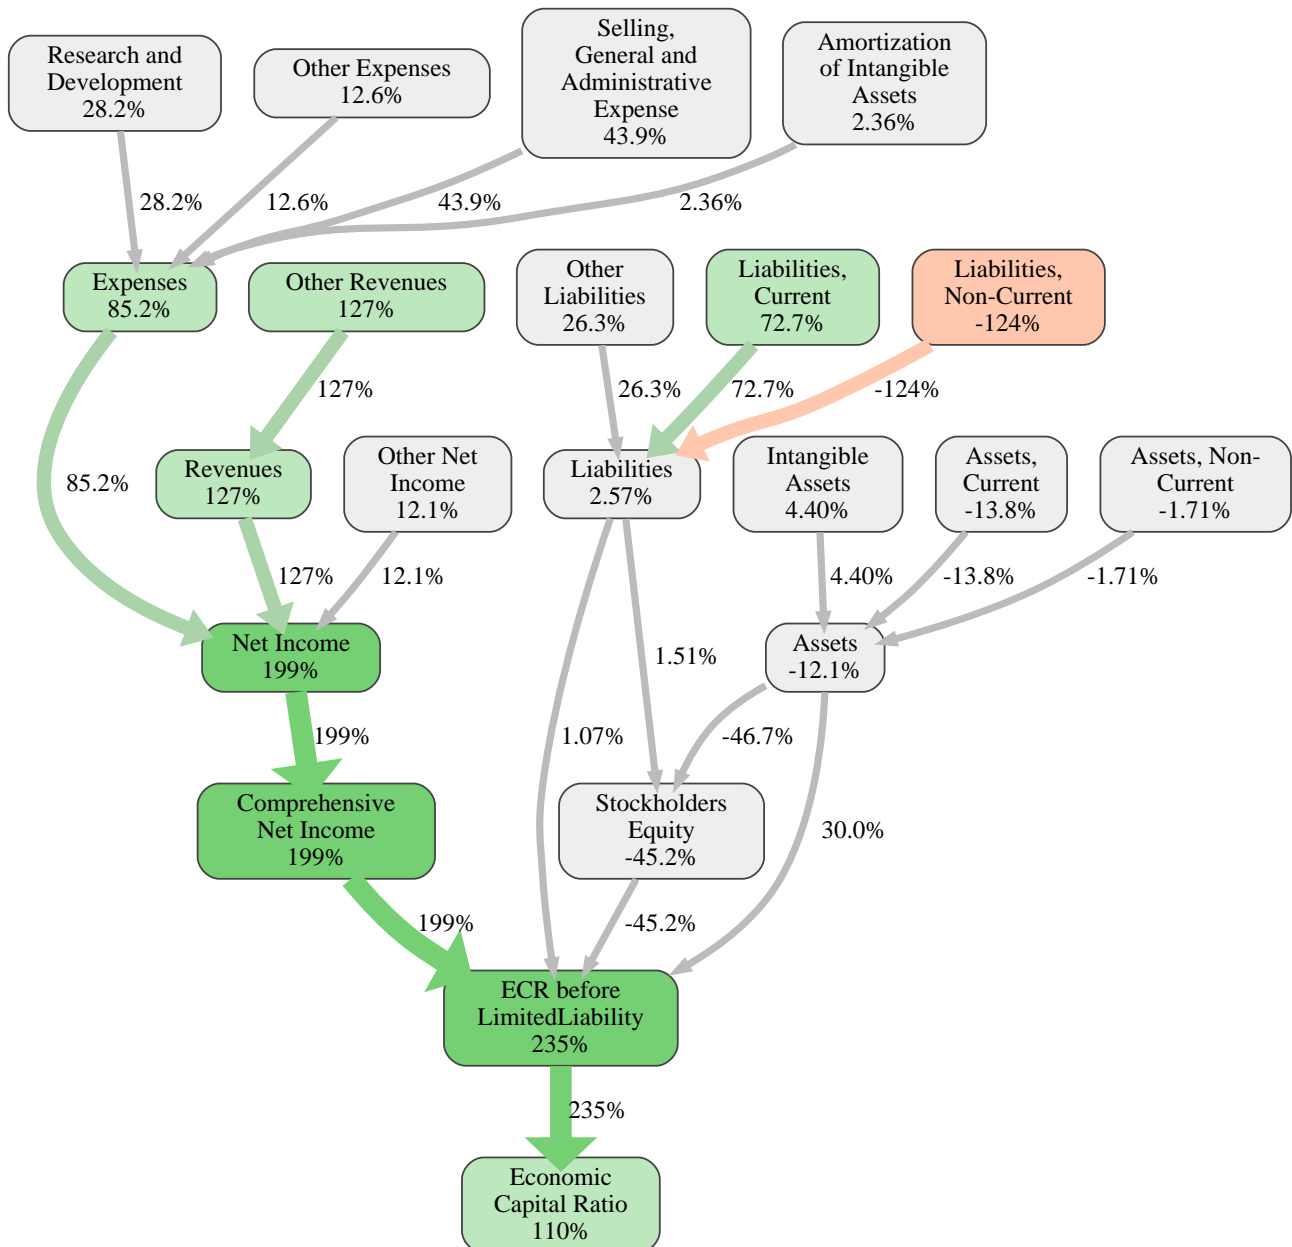 Research and
Development
28.2%
Other Expenses
12.6%
Selling,
General and
Administrative
Expense
43.9%
Amortization
of Intangible
Assets
2.36%
28.2%
12.6%
43.9%
2.36%
Expenses
85.2%
Other Revenues
127%
Other
Liabilities
26.3%
Liabilities,
Current
72.7%
Liabilities,
Non-Current
-124%
127%
26.3%
72.7%
-124%
85.2%
Revenues
127%
Other Net
Income
12.1%
Liabilities
2.57%
Intangible
Assets
4.40%
Assets,
Current
-13.8%
Assets, Non-
Current
-1.71%
127%
12.1%
4.40%
-13.8%
-1.71%
Net Income
199%
1.51%
Assets
-12.1%
199%
1.07%
-46.7%
Comprehensive
Net Income
199%
Stockholders
Equity
-45.2%
30.0%
199%
-45.2%
ECR before
LimitedLiability
235%
235%
Economic
Capital Ratio
110%